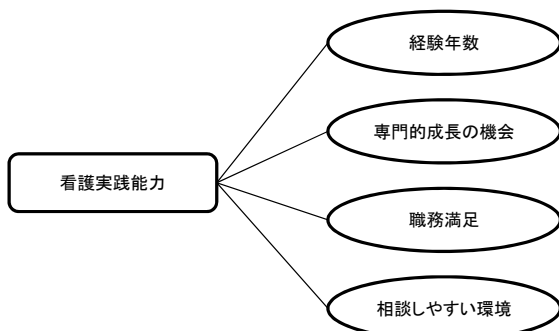 経験年数
専門的成長の機会
看護実践能力
職務満足
相談しやすい環境